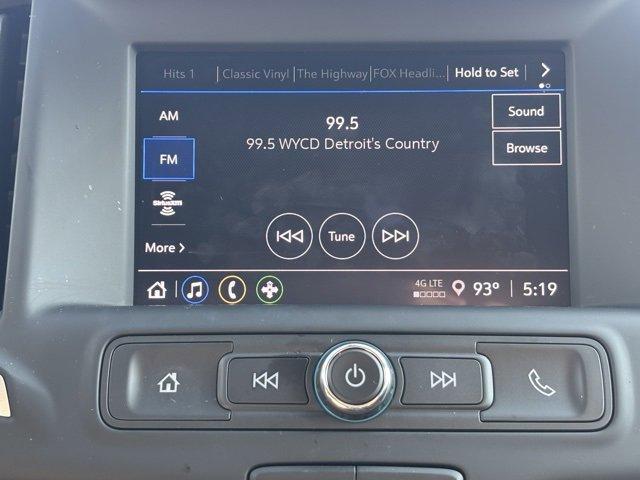 Hits 1 Classic Vinyl The Highway FOX Headli... Hold to Set
AM
99.5
Sound
99.5 WYCD Detroit's Country
Browse
FM
SiriusXM
Tune
More
4G LTE
93° 5:19